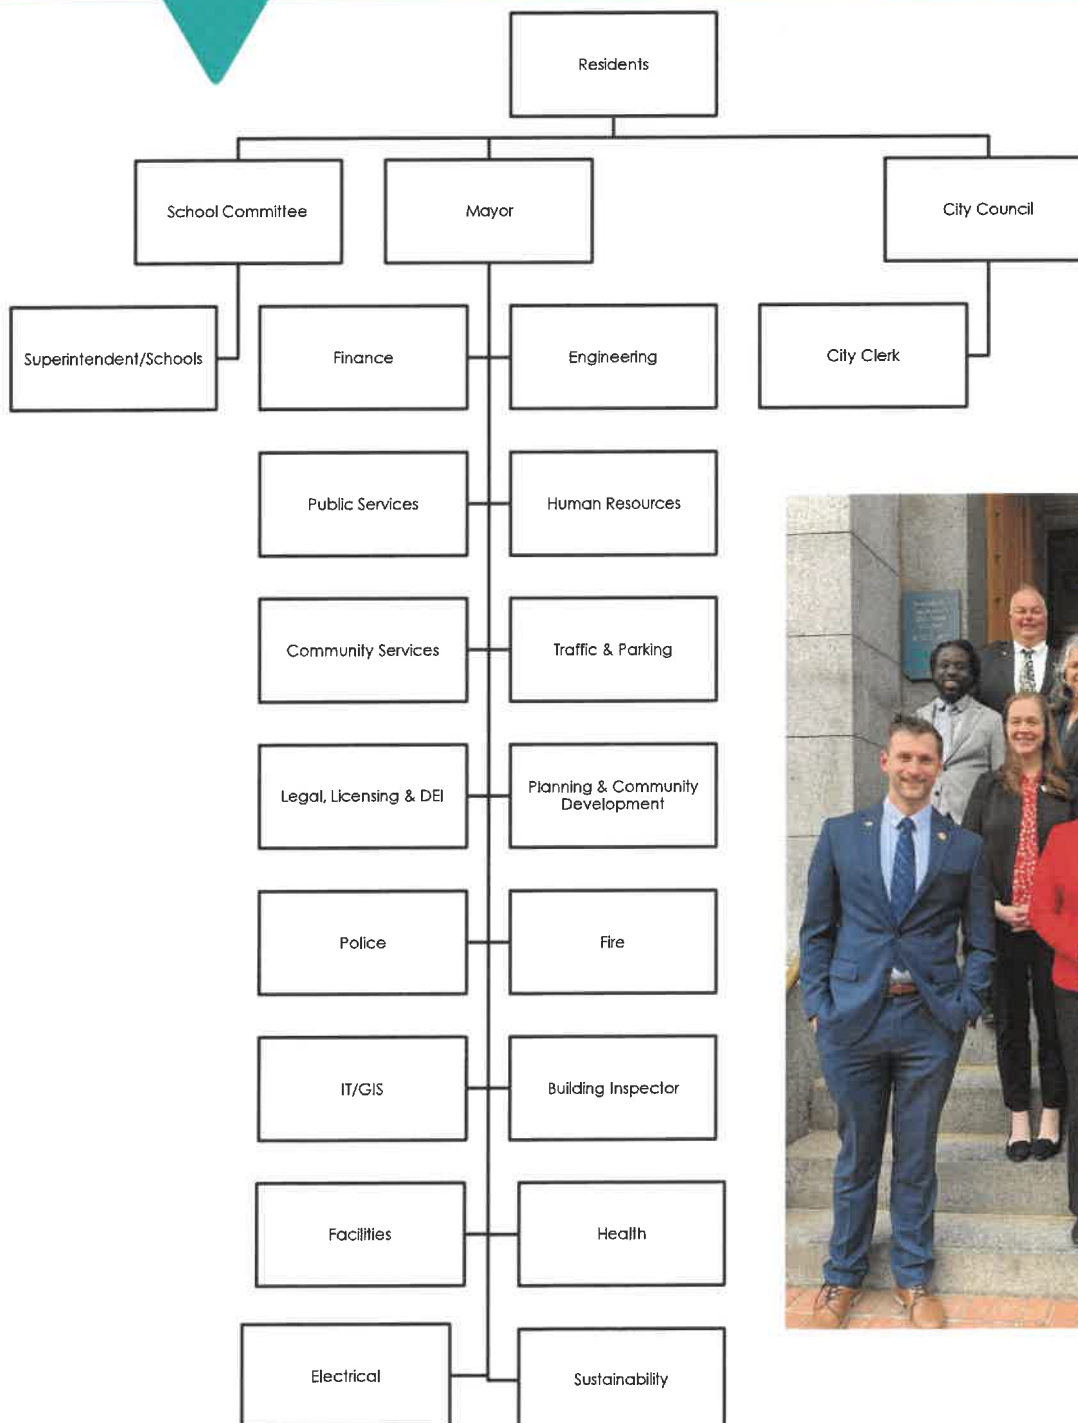 Residents
School Committee
Mayor
City Council
Superintendent/Schools
Finance
Engineering
City Clerk
Public Services
Human Resources
Community Services
Traffic & Parking
Legal, Licensing & DEI
Planning & Community
Development
Police
Fire
IT/GIS
Building Inspector
Facilities
Health
Electrical
Sustainability